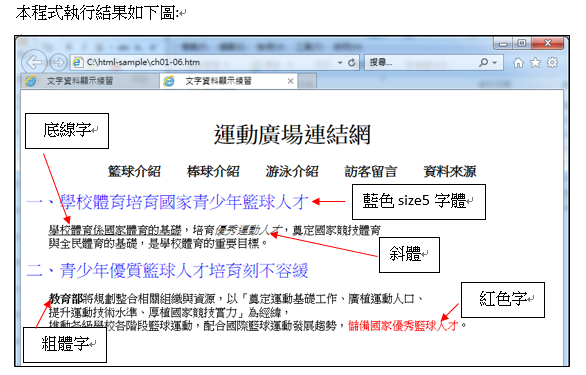 本程式執行結果如下圖:
C:\html-sample\ch01-06.htm
搜尋...
文字資料顯示練習
文字資料顯示練習
底線字
運動廣場連結網
籃球介紹 棒球介紹 游泳介紹 訪客留言 資料來源
一、學校體育培育國家青少年籃球人才
藍色 size5 字體
學校體育係國家體育的基礎，培育優秀運動人才，奠定國家競技體育
與全民體育的基礎，是學校體育的重要目標。
斜體
二、青少年優質籃球人才培育刻不容緩
教育部將規劃整合相關組織與資源，以「奠定運動基礎工作、廣植運動人口、
紅色字
提升運動技術水準、厚植國家競技實力」為經緯，
推動各級學校各階段籃球運動，配合國際籃球運動發展趨勢，儲備國家優秀籃球人才。
粗體字